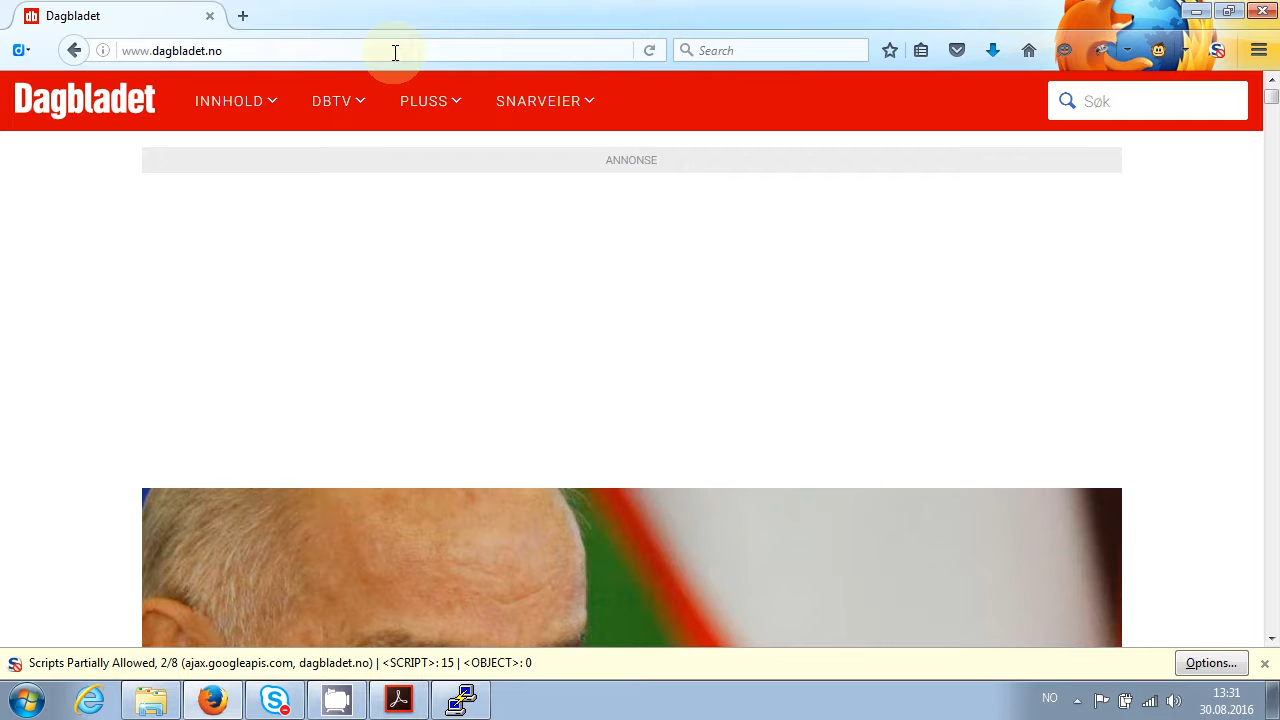 db Dagbladet
d www.dagbladet.no Search
Dagbladet INNHOLD DBTV PLUSS SNARVEIER Søk
ANNONSE
Scripts Partially Allowed, 2/8 (ajax.googleapis.com, dagbladet.no) | <SCRIPT>: 15 | <OBJECT>: 0 Options...
NO 13:31
30.08.2016